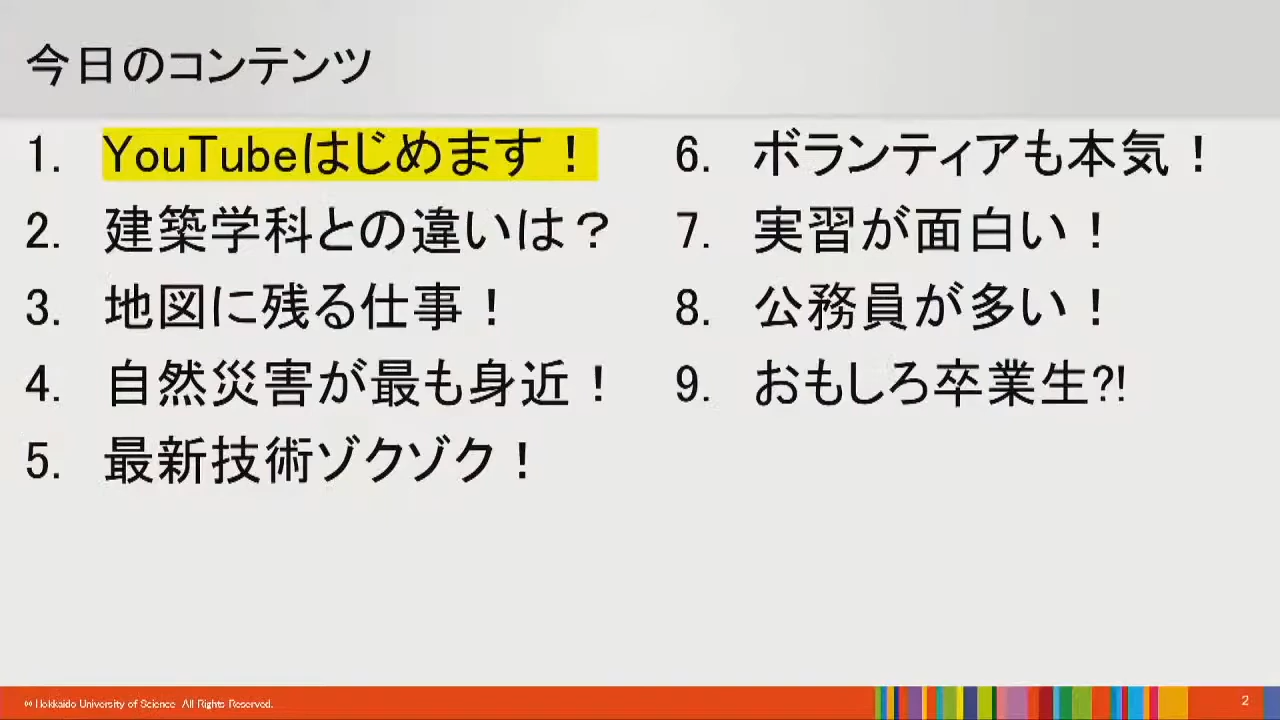 今日のコンテンツ
1. YouTubeはじめます！
2. 建築学科との違いは？
3. 地図に残る仕事！
4. 自然災害が最も身近！
5. 最新技術ゾクゾク！
6. ボランティアも本気！
7. 実習が面白い！
8. 公務員が多い！
9. おもしろ卒業生?!
© Hokkaido University of Science All Rights Reserved.
2